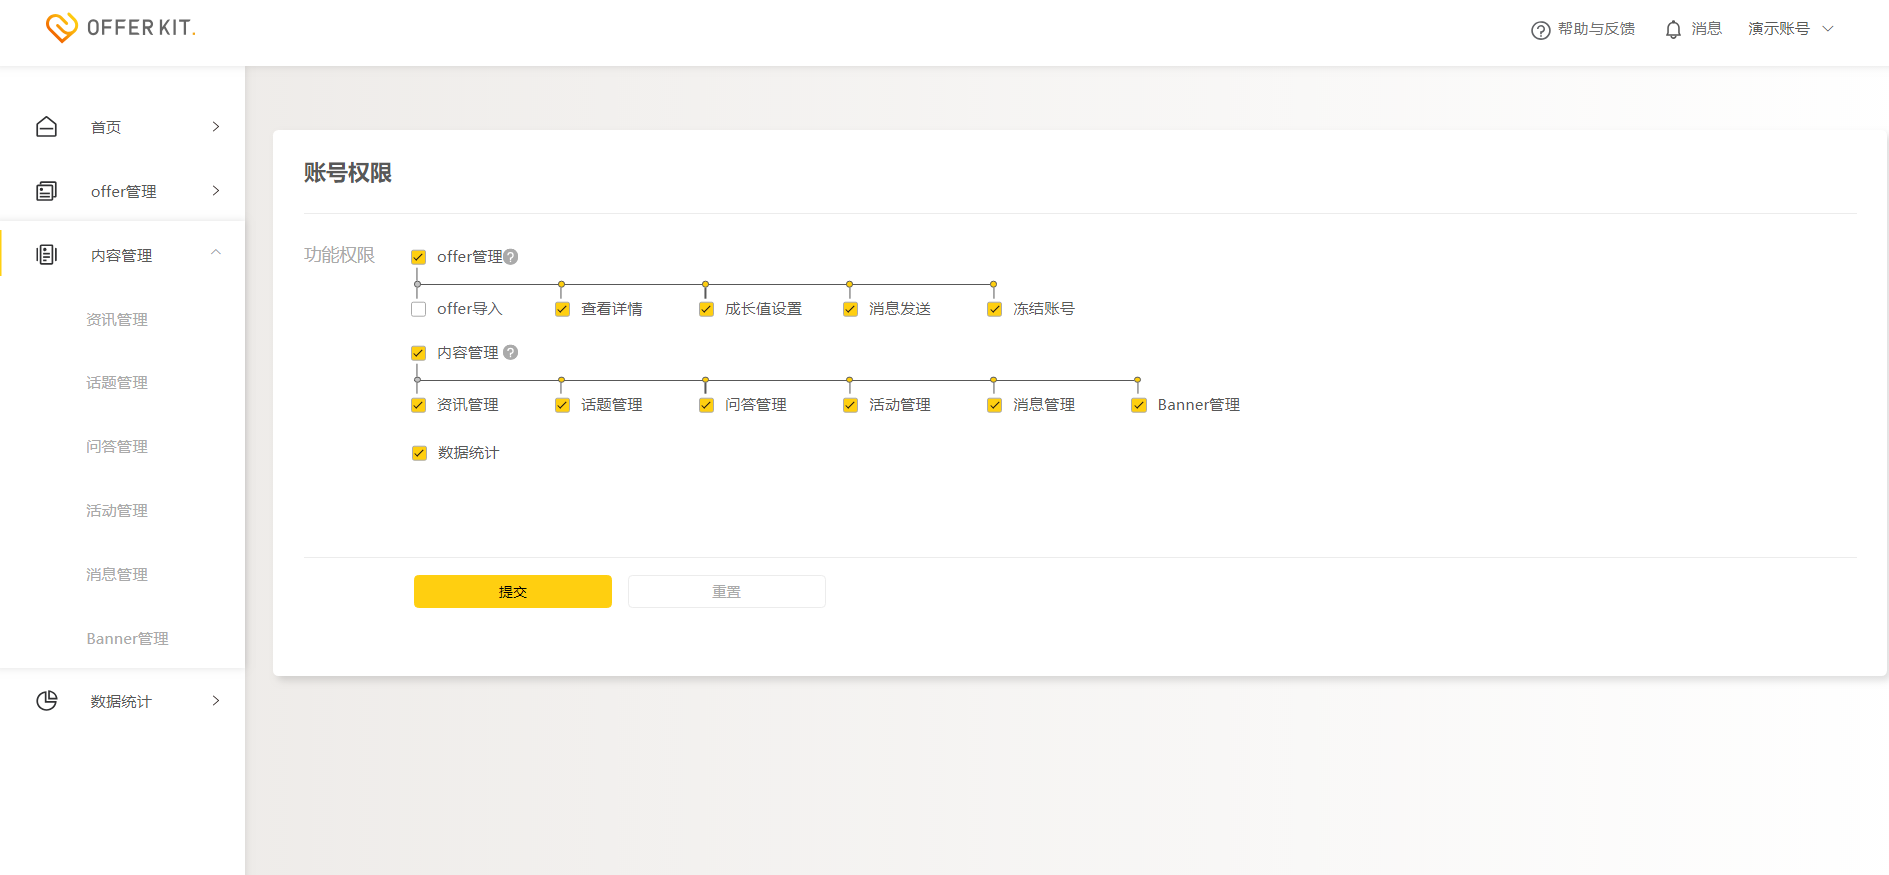 OFFER KIT.
帮助与反馈
消息
演示账号
首页
offer管理
内容管理
资讯管理
话题管理
问答管理
活动管理
消息管理
Banner管理
数据统计
账号权限
功能权限
offer管理?
offer导入 查看详情 成长值设置 消息发送 冻结账号
内容管理 ?
资讯管理 话题管理 问答管理 活动管理 消息管理 Banner管理
数据统计
提交 重置